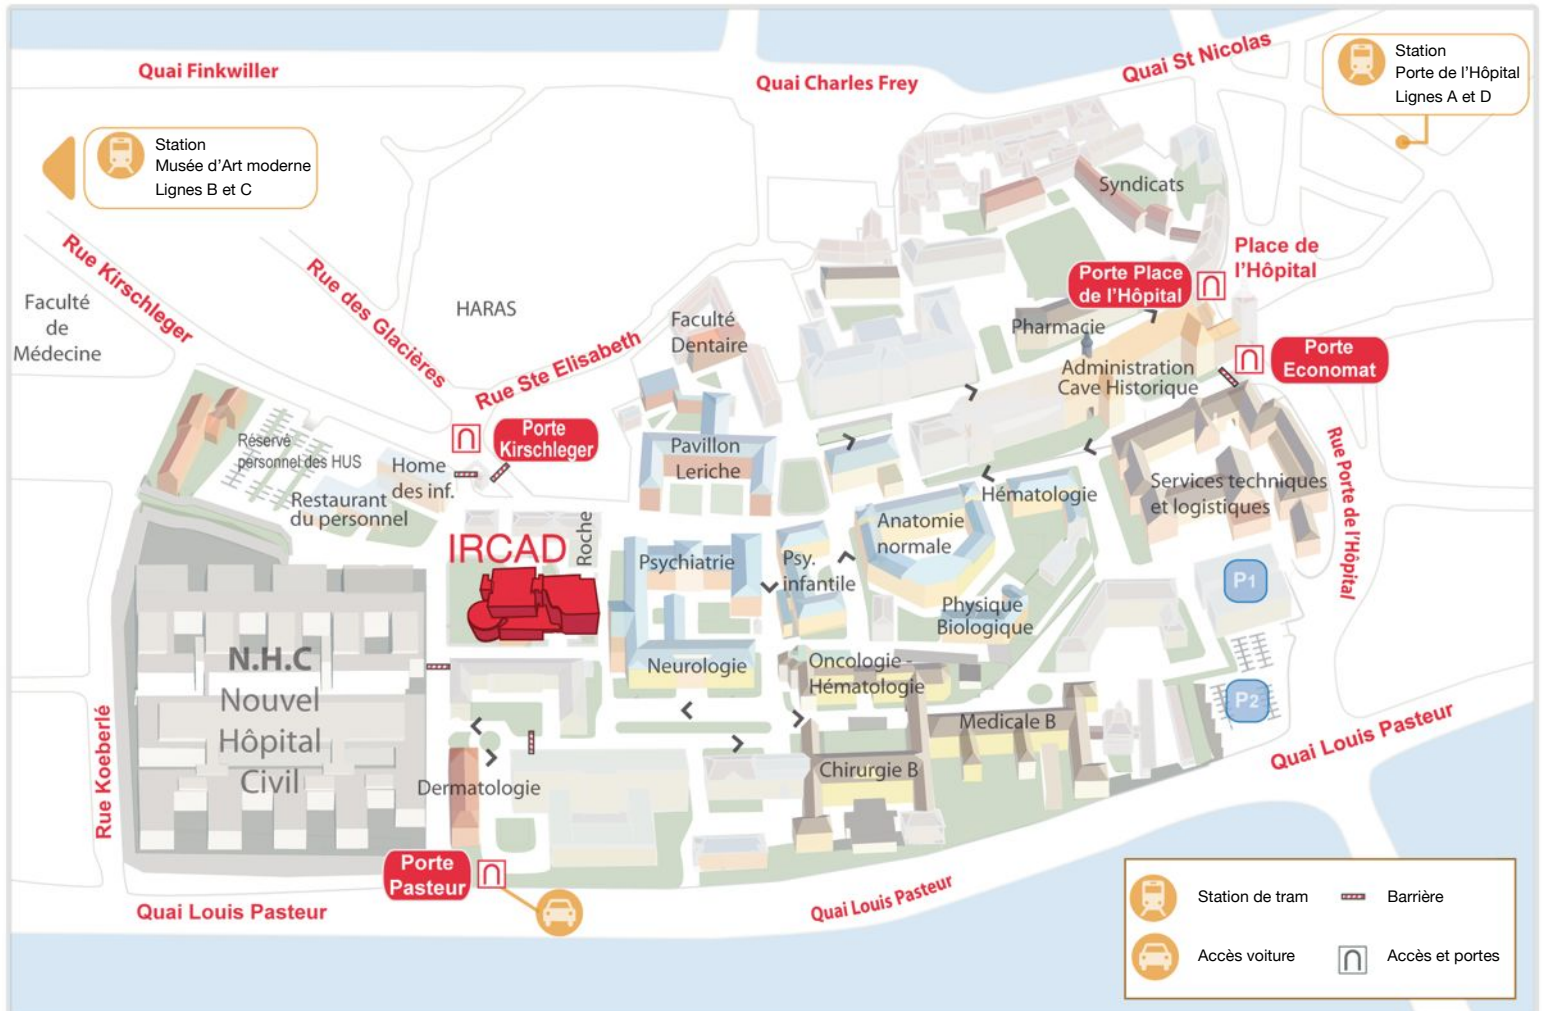 Quai Finkwiller
Quai Charles Frey
Quai St Nicolas
Station
Porte de l'Hôpital
Lignes A et D
Station
Musée d'Art moderne
Lignes B et C
Rue Kirschleger
Rue des Glacières
Faculté
de
Médecine
HARAS
Rue Ste Elisabeth
Faculté
Dentaire
Syndicats
Place de
l'Hôpital
Porte Place
de l'Hôpital
Pharmacie
Porte
Economat
Administration
Cave Historique
Porte
Kirschleger
Réservé
personnel des HUS
Home
des inf.
Restaurant
du personnel
Pavillon
Leriche
Hématologie
Services techniques
et logistiques
Rue Porte de l'Hôpital
IRCAD
Roche
Psychiatrie
Psy.
infantile
Anatomie
normale
Physique
Biologique
P1
P2
N.H.C
Nouvel
Hôpital
Civil
Neurologie
Oncologie -
Hématologie
Medicale B
Chirurgie B
Dermatologie
Rue Koeberlé
Porte
Pasteur
Quai Louis Pasteur
Quai Louis Pasteur
Quai Louis Pasteur
Station de tram
Barrière
Accès voiture
Accès et portes